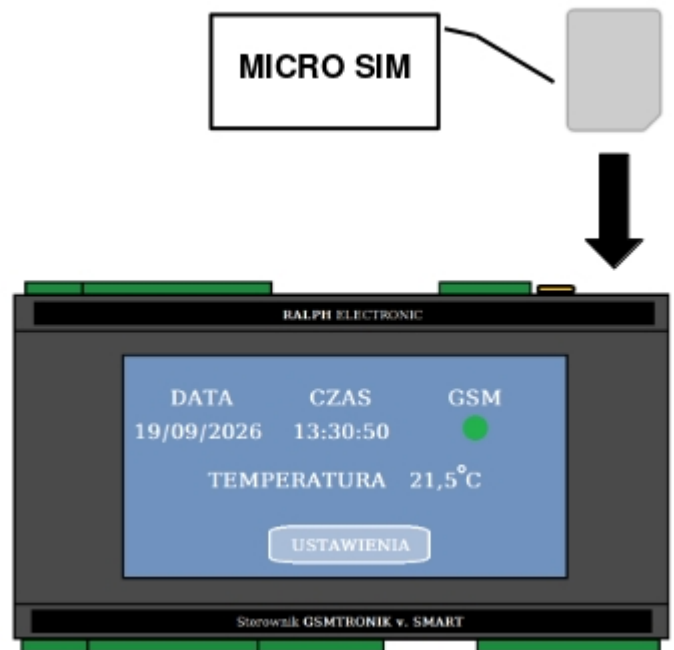 MICRO SIM
RALPH ELECTRONIC
DATA CZAS GSM
19/09/2026 13:30:50
TEMPERATURA 21,5°C
USTAWIENIA
Sterownik GSMTRONIK v. SMART